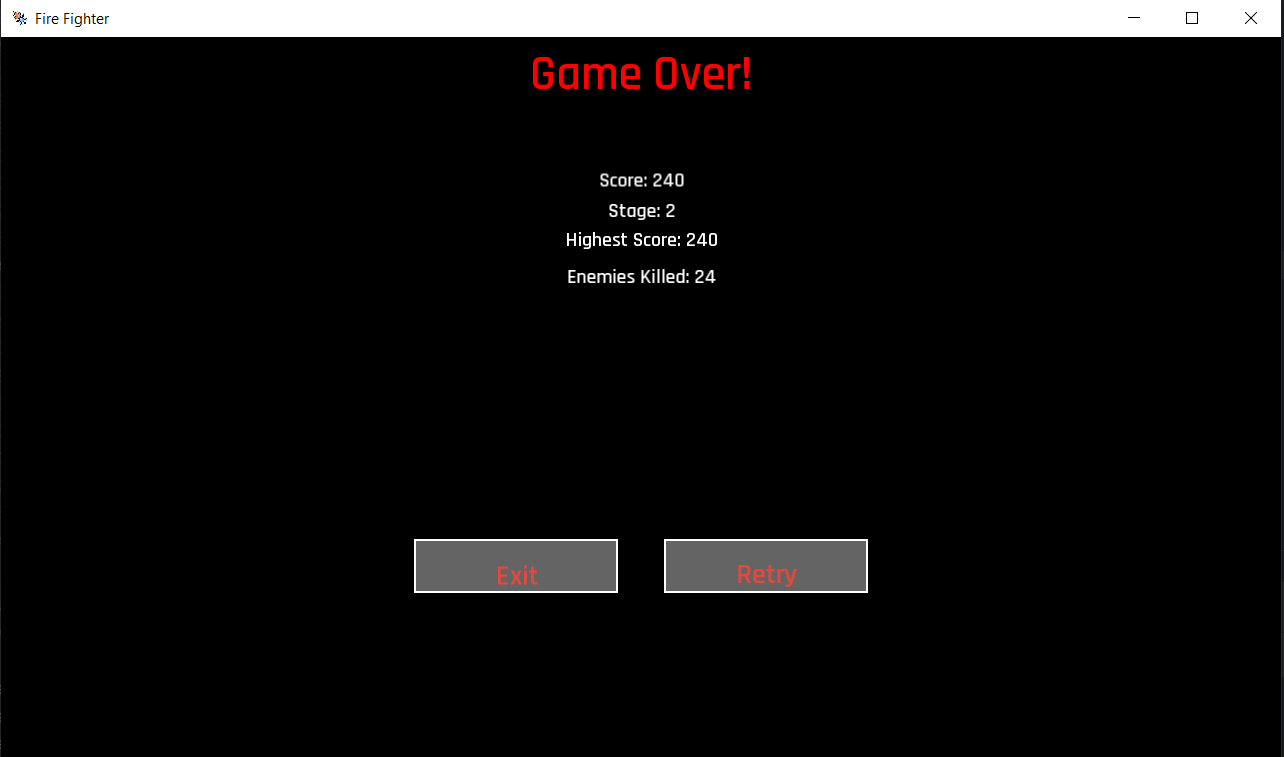 Fire Fighter
Game Over!
Score: 240
Stage: 2
Highest Score: 240
Enemies Killed: 24
Exit
Retry